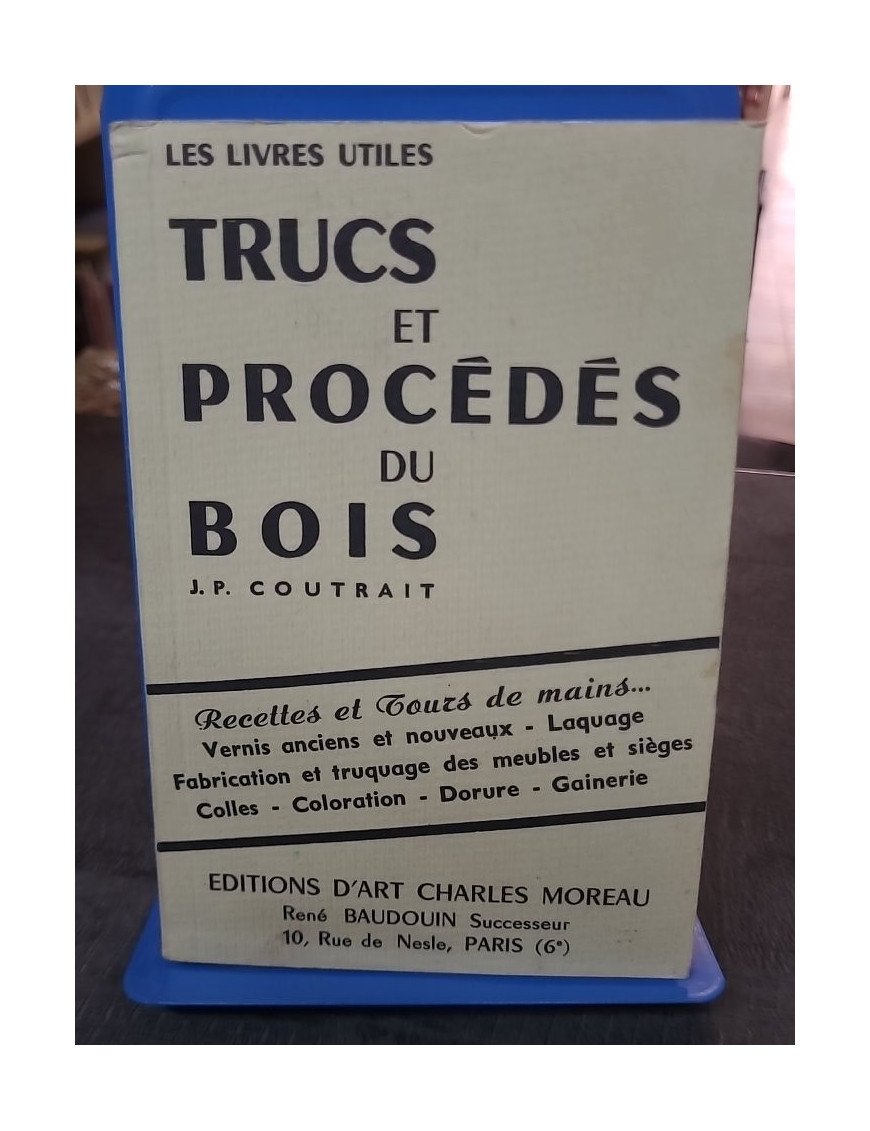 LES LIVRES UTILES
TRUCS
ET
PROCÉDÉS
DU
BOIS
J.P. COUTRAIT
Recettes et Tours de mains...
Vernis anciens et nouveaux - Laquage
Fabrication et truquage des meubles et sièges
Colles - Coloration - Dorure - Gainerie
EDITIONS D'ART CHARLES MOREAU
René BAUDOUIN Successeur
10, Rue de Nesle, PARIS (6ᵉ)